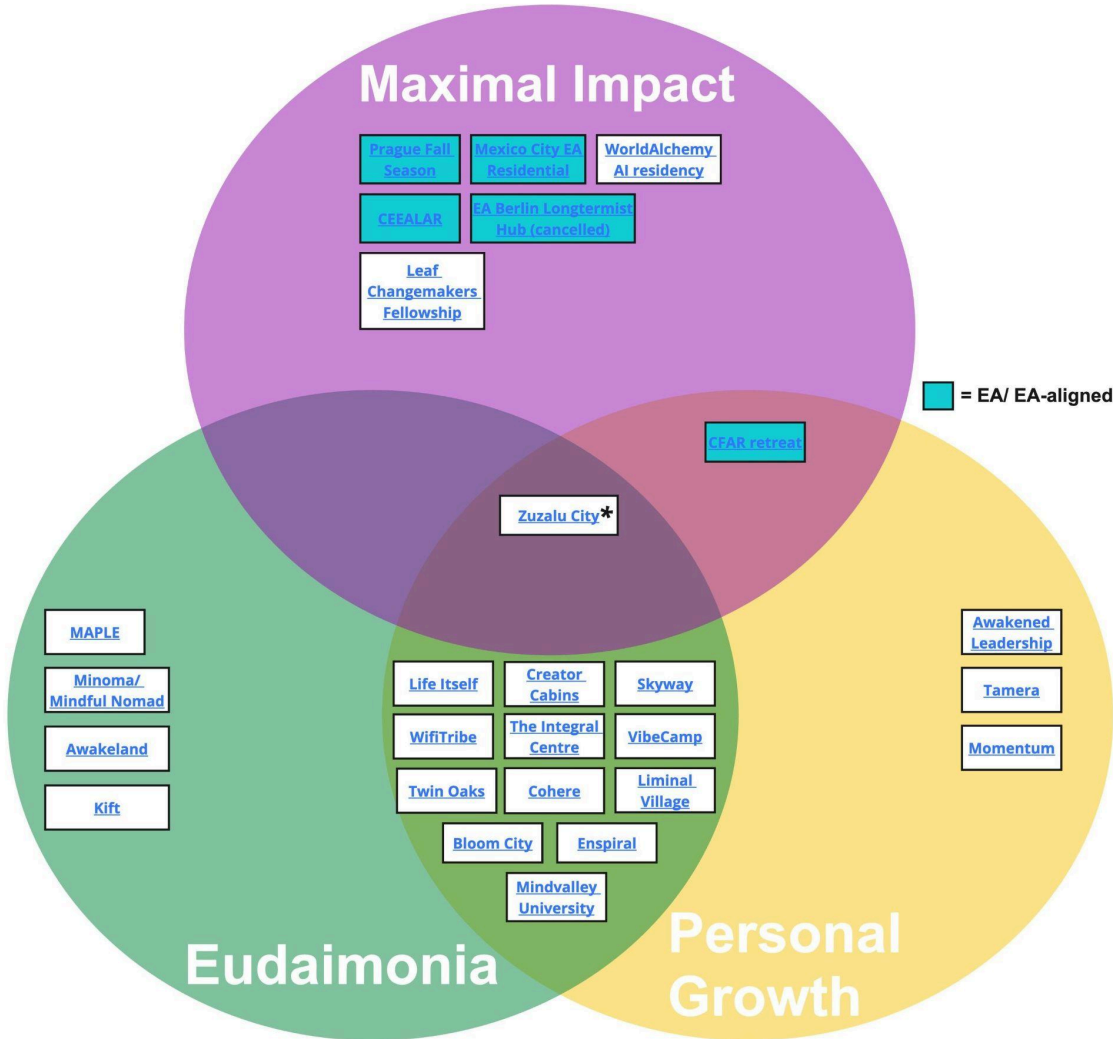 Maximal Impact
Prague Fall
Season
Mexico City EA
Residential
WorldAlchemy
AI residency
CEEALAR
EA Berlin Longtermist
Hub (cancelled)
Leaf
Changemakers
Fellowship
= EA/ EA-aligned
CFAR retreat
Zuzalu City*
MAPLE
Minoma/
Mindful Nomad
Awakeland
Kift
Life Itself
Creator
Cabins
Skyway
WifiTribe
The Integral
Centre
VibeCamp
Twin Oaks
Cohere
Liminal
Village
Bloom City
Enspiral
Mindvalley
University
Awakened
Leadership
Tamera
Momentum
Eudaimonia
Personal
Growth